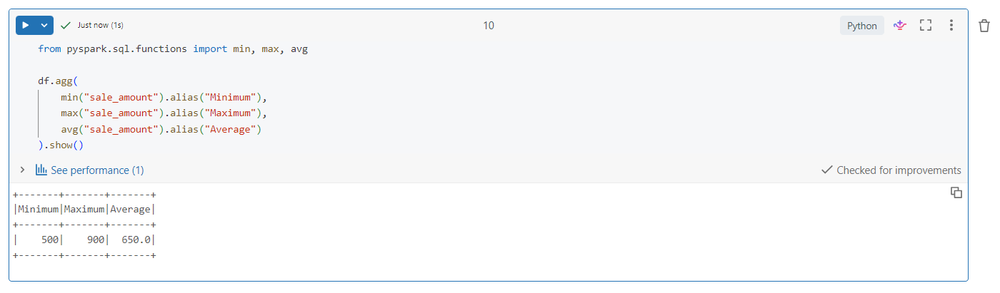 Just now (1s)
10
Python
from pyspark.sql.functions import min, max, avg
df.agg(
    min("sale_amount").alias("Minimum"),
    max("sale_amount").alias("Maximum"),
    avg("sale_amount").alias("Average")
).show()
See performance (1)
Checked for improvements
+-------+-------+-------+
|Minimum|Maximum|Average|
+-------+-------+-------+
|    500|    900|  650.0|
+-------+-------+-------+